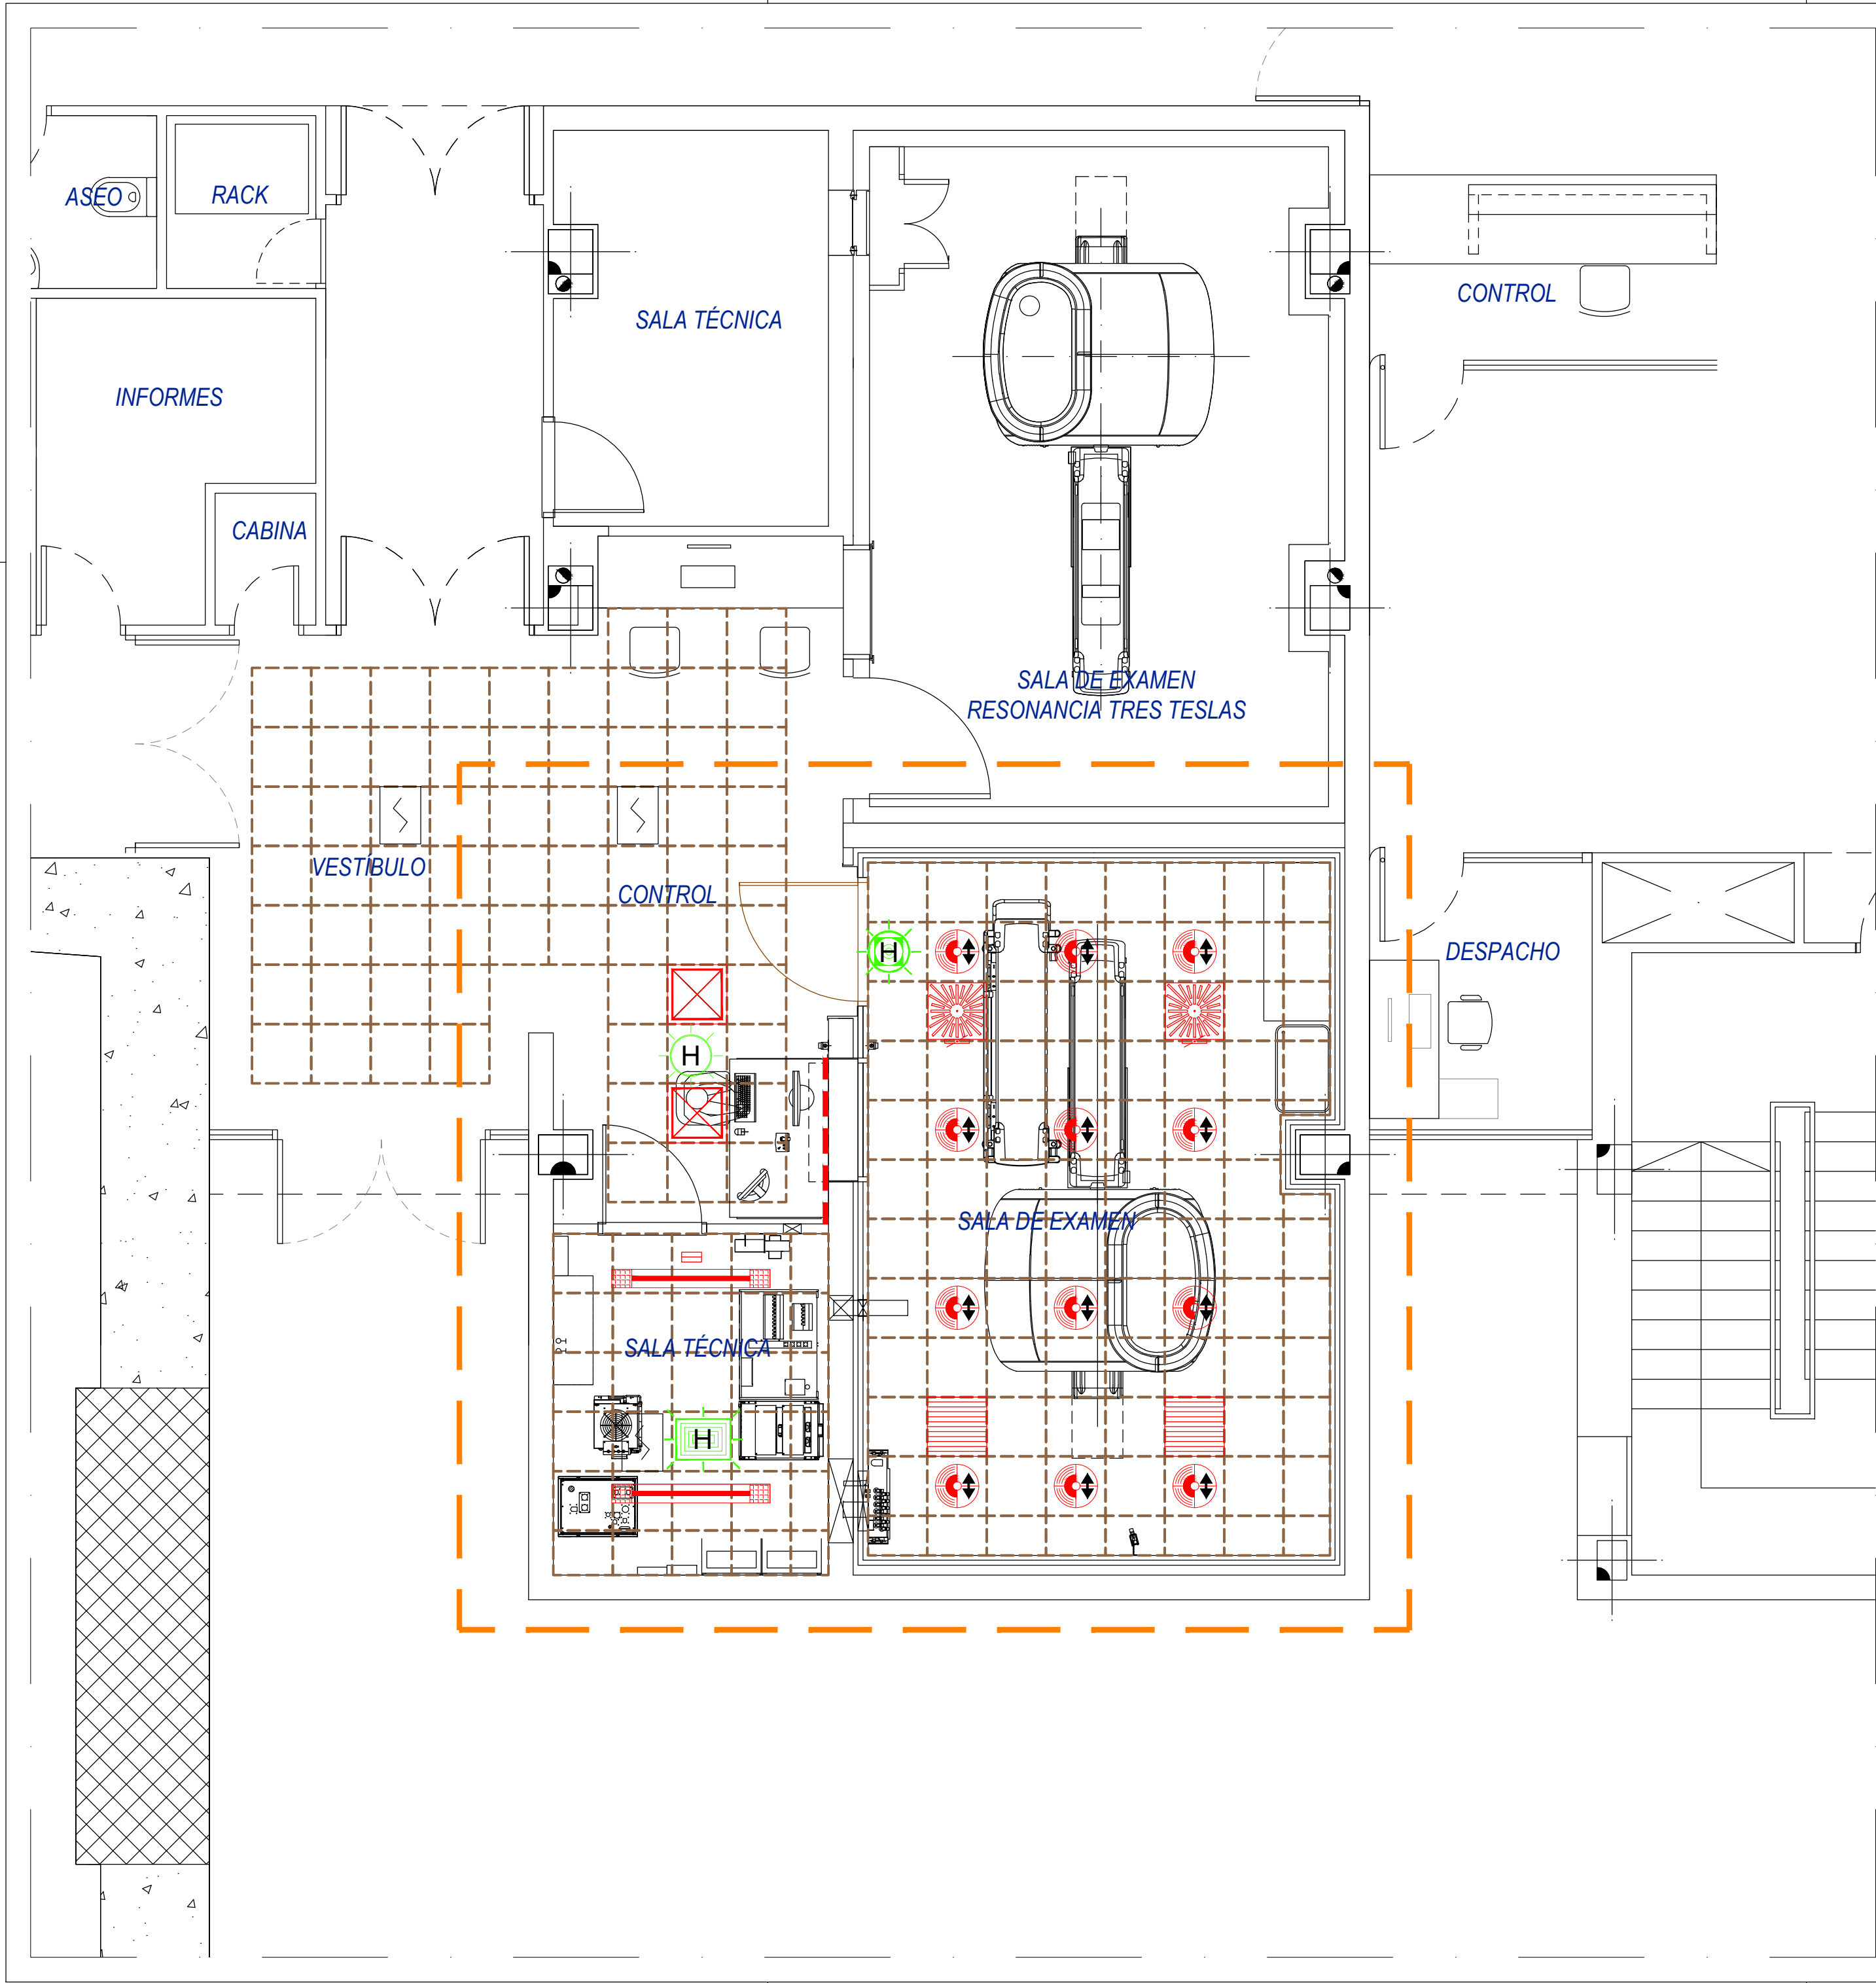 ASEO
RACK
CONTROL
SALA TÉCNICA
INFORMES
CABINA
SALA DE EXAMEN
RESONANCIA TRES TESLAS
VESTÍBULO
CONTROL
H
DESPACHO
H
SALA DE EXAMEN
SALA TÉCNICA
H